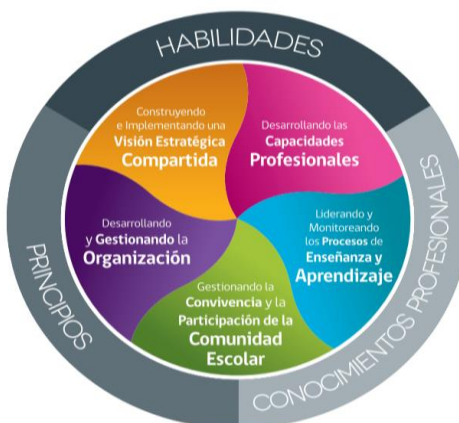 HABILIDADES
Construyendo
e Implementando una
Visión Estratégica
Compartida
Desarrollando las
Capacidades
Profesionales
Desarrollando
y Gestionando la
Organización
Liderando y
Monitoreando
los Procesos de
Enseñanza y
Aprendizaje
Gestionando la
Convivencia y la
Participación de la
Comunidad
Escolar
PRINCIPIOS
CONOCIMIENTOS PROFESIONALES